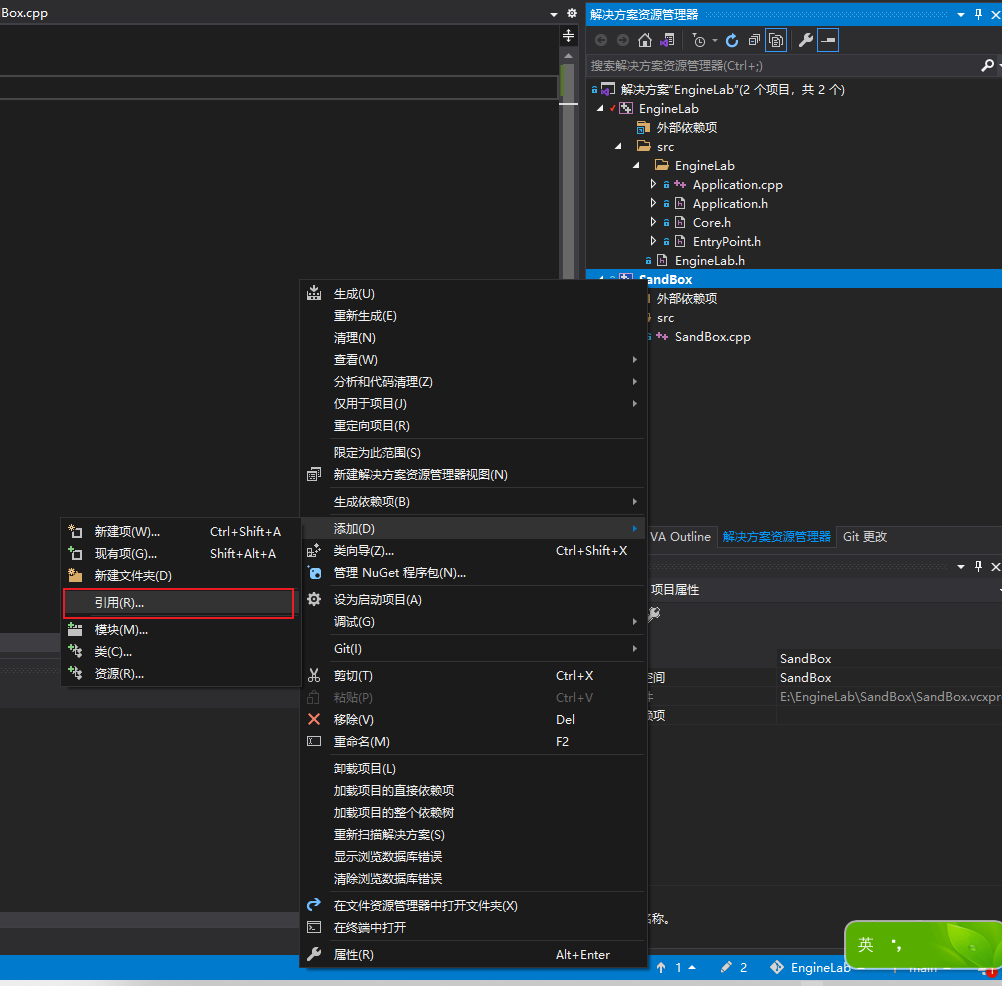 Box.cpp
解决方案资源管理器
搜索解决方案资源管理器(Ctrl+;)
解决方案"EngineLab"(2 个项目，共 2 个)
EngineLab
外部依赖项
src
EngineLab
Application.cpp
Application.h
Core.h
EntryPoint.h
EngineLab.h
SandBox
外部依赖项
src
SandBox.cpp
生成(U)
重新生成(E)
清理(N)
查看(W)
分析和代码清理(Z)
仅用于项目(J)
重定向项目(R)
限定为此范围(S)
新建解决方案资源管理器视图(N)
生成依赖项(B)
添加(D)
类向导(Z)... Ctrl+Shift+X
管理 NuGet 程序包(N)...
设为启动项目(A)
调试(G)
Git(I)
剪切(T) Ctrl+X
粘贴(P) Ctrl+V
移除(V) Del
重命名(M) F2
卸载项目(L)
加载项目的直接依赖项
加载项目的整个依赖树
重新扫描解决方案(S)
显示浏览数据库错误
清除浏览数据库错误
在文件资源管理器中打开文件夹(X)
在终端中打开
属性(R) Alt+Enter
新建项(W)... Ctrl+Shift+A
现有项(G)... Shift+Alt+A
新建文件夹(D)
引用(R)...
模块(M)...
类(C)...
资源(R)...
VA Outline 解决方案资源管理器 Git 更改
项目属性
SandBox
空间 SandBox
件 E:\EngineLab\SandBox\SandBox.vcxpr
赖项
名称。
英
1 2 EngineLab main 1